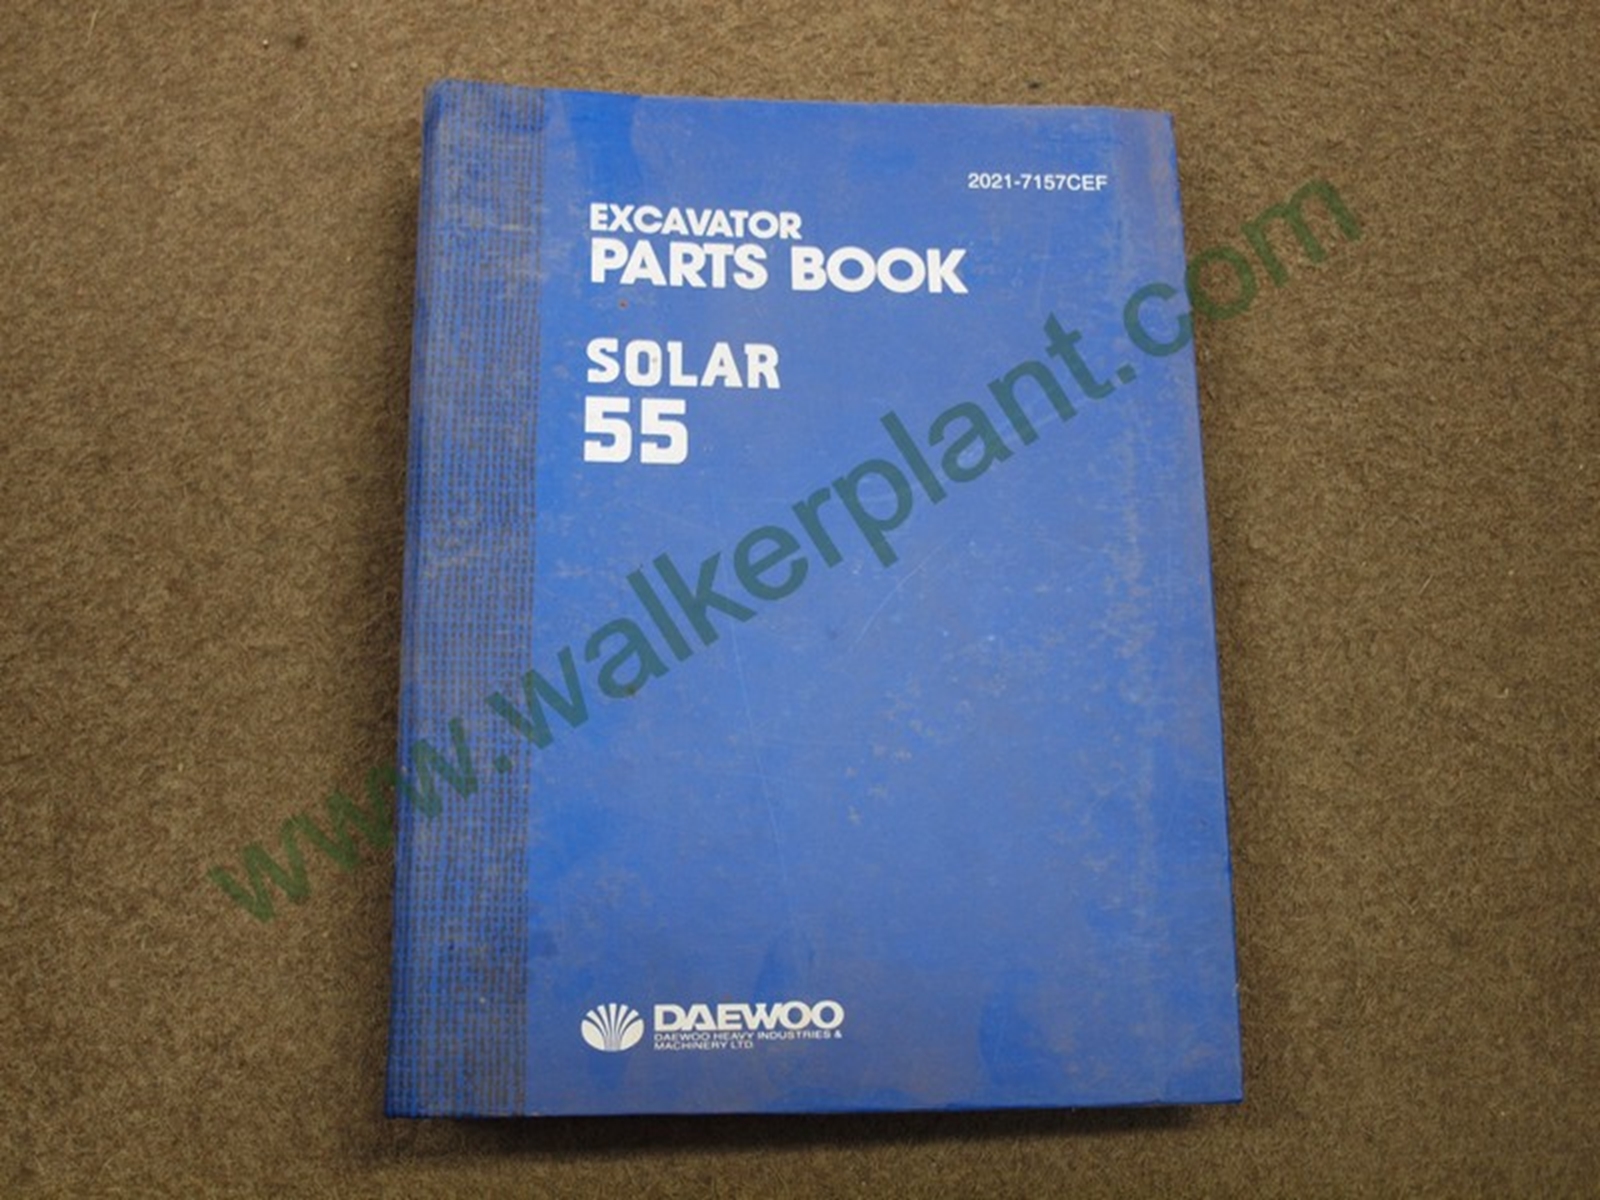 2021-7157CEF
EXCAVATOR
PARTS BOOK
SOLAR
55
www.walkerplant.com
DAEWOO
DAEWOO HEAVY INDUSTRIES &
MACHINERY LTD